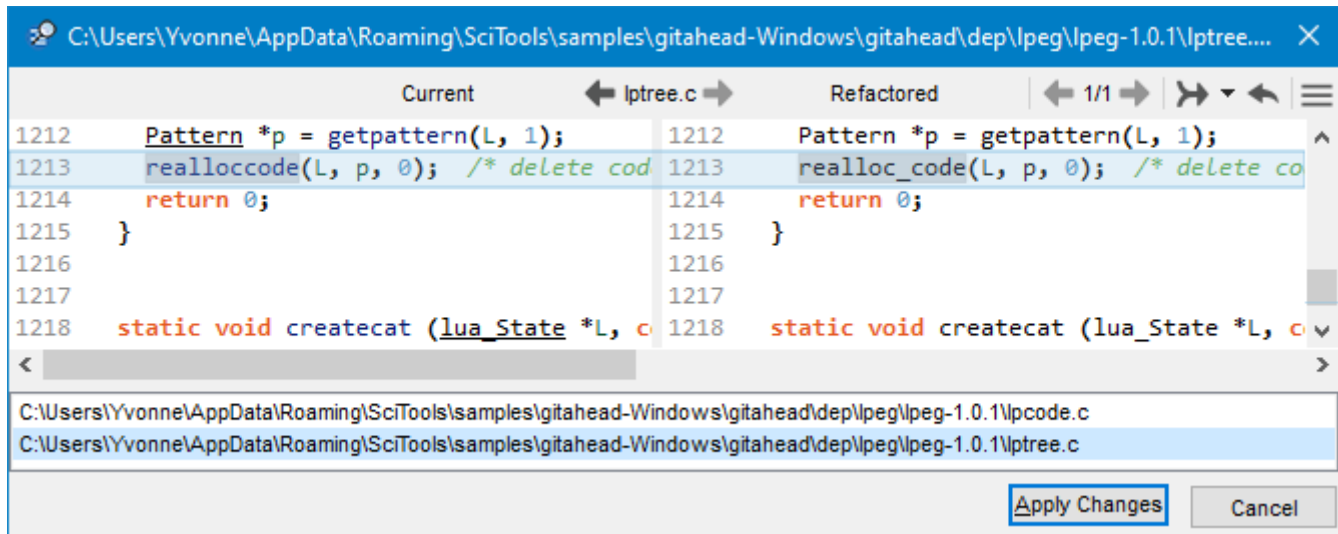 C:\Users\Yvonne\AppData\Roaming\SciTools\samples\gitahead-Windows\gitahead\dep\lpeg\lpeg-1.0.1\lptree....
Current lptree.c Refactored 1/1
1212 Pattern *p = getpattern(L, 1); 1212 Pattern *p = getpattern(L, 1);
1213 realloccode(L, p, 0); /* delete cod 1213 realloc_code(L, p, 0); /* delete co
1214 return 0; 1214 return 0;
1215 } 1215 }
1216 1216
1217 1217
1218 static void createcat (lua_State *L, c 1218 static void createcat (lua_State *L, c
C:\Users\Yvonne\AppData\Roaming\SciTools\samples\gitahead-Windows\gitahead\dep\lpeg\lpeg-1.0.1\lpcode.c
C:\Users\Yvonne\AppData\Roaming\SciTools\samples\gitahead-Windows\gitahead\dep\lpeg\lpeg-1.0.1\lptree.c
Apply Changes Cancel